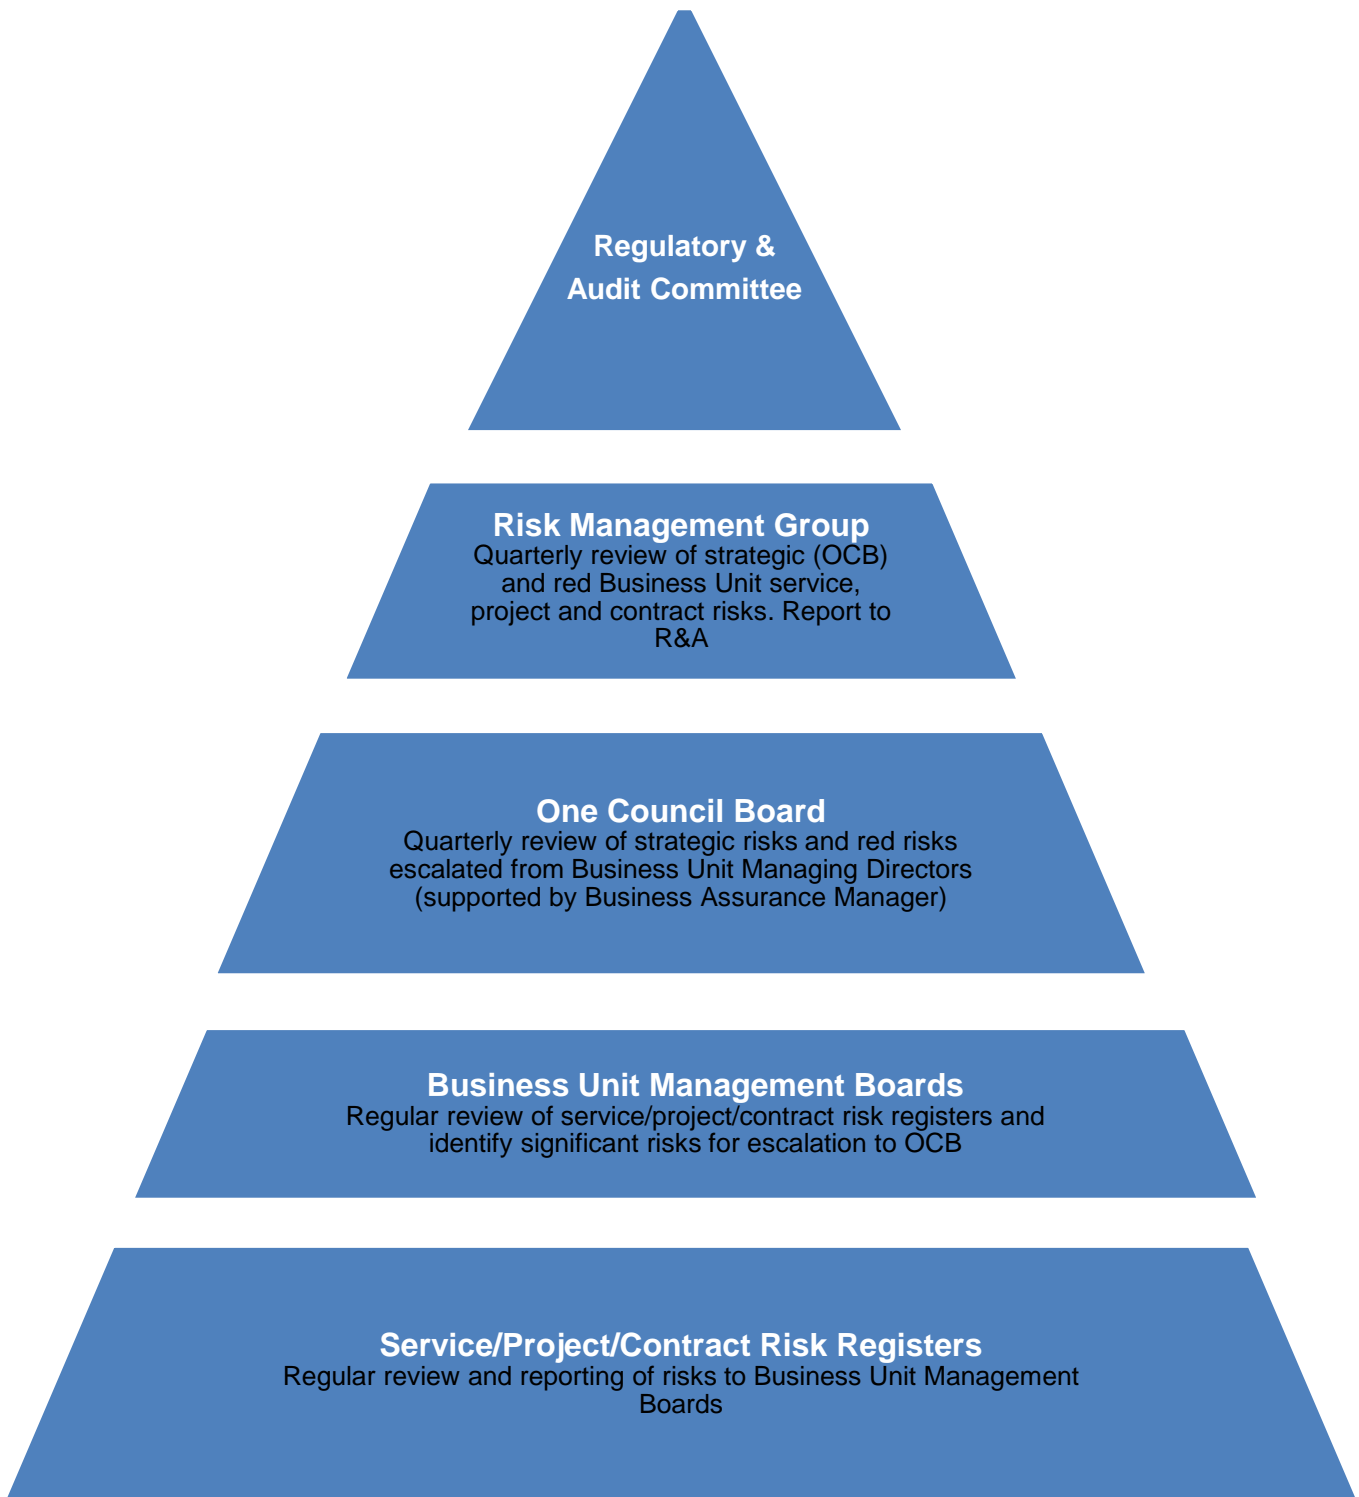 Regulatory &
Audit Committee
Risk Management Group
Quarterly review of strategic (OCB)
and red Business Unit service,
project and contract risks. Report to
R&A
One Council Board
Quarterly review of strategic risks and red risks
escalated from Business Unit Managing Directors
(supported by Business Assurance Manager)
Business Unit Management Boards
Regular review of service/project/contract risk registers and
identify significant risks for escalation to OCB
Service/Project/Contract Risk Registers
Regular review and reporting of risks to Business Unit Management
Boards